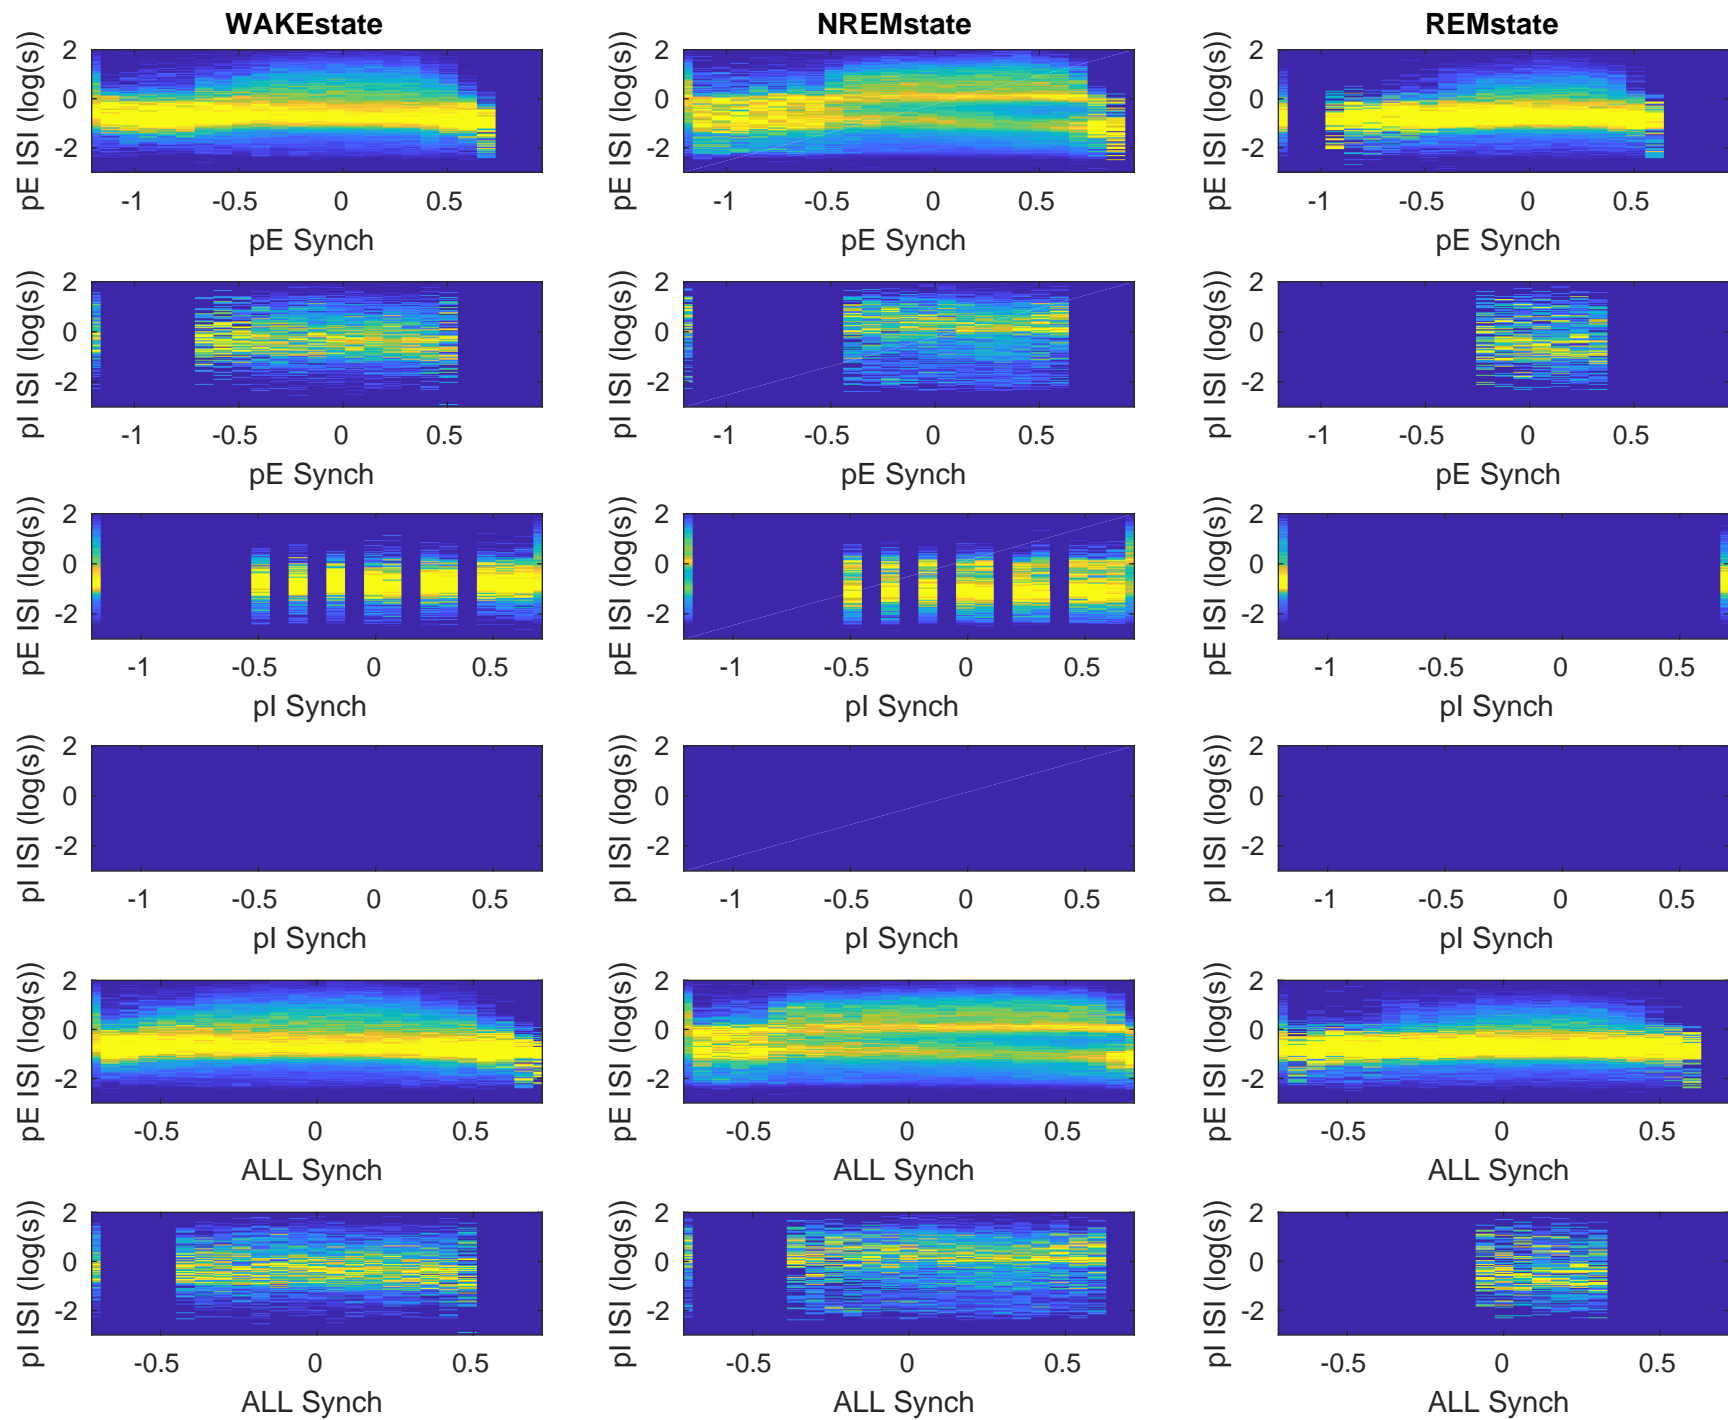 WAKEstate NREMstate REMstate
pE ISI (log(s)) 2 0 -2 pE ISI (log(s)) 2 0 -2 pE ISI (log(s)) 2 0 -2
-1 -0.5 0 0.5 -1 -0.5 0 0.5 -1 -0.5 0 0.5
pE Synch pE Synch pE Synch
pI ISI (log(s)) 2 0 -2 pI ISI (log(s)) 2 0 -2 pI ISI (log(s)) 2 0 -2
-1 -0.5 0 0.5 -1 -0.5 0 0.5 -1 -0.5 0 0.5
pE Synch pE Synch pE Synch
pE ISI (log(s)) 2 0 -2 pE ISI (log(s)) 2 0 -2 pE ISI (log(s)) 2 0 -2
-1 -0.5 0 0.5 -1 -0.5 0 0.5 -1 -0.5 0 0.5
pI Synch pI Synch pI Synch
pI ISI (log(s)) 2 0 -2 pI ISI (log(s)) 2 0 -2 pI ISI (log(s)) 2 0 -2
-1 -0.5 0 0.5 -1 -0.5 0 0.5 -1 -0.5 0 0.5
pI Synch pI Synch pI Synch
pE ISI (log(s)) 2 0 -2 pE ISI (log(s)) 2 0 -2 pE ISI (log(s)) 2 0 -2
-0.5 0 0.5 -0.5 0 0.5 -0.5 0 0.5
ALL Synch ALL Synch ALL Synch
pI ISI (log(s)) 2 0 -2 pI ISI (log(s)) 2 0 -2 pI ISI (log(s)) 2 0 -2
-0.5 0 0.5 -0.5 0 0.5 -0.5 0 0.5
ALL Synch ALL Synch ALL Synch